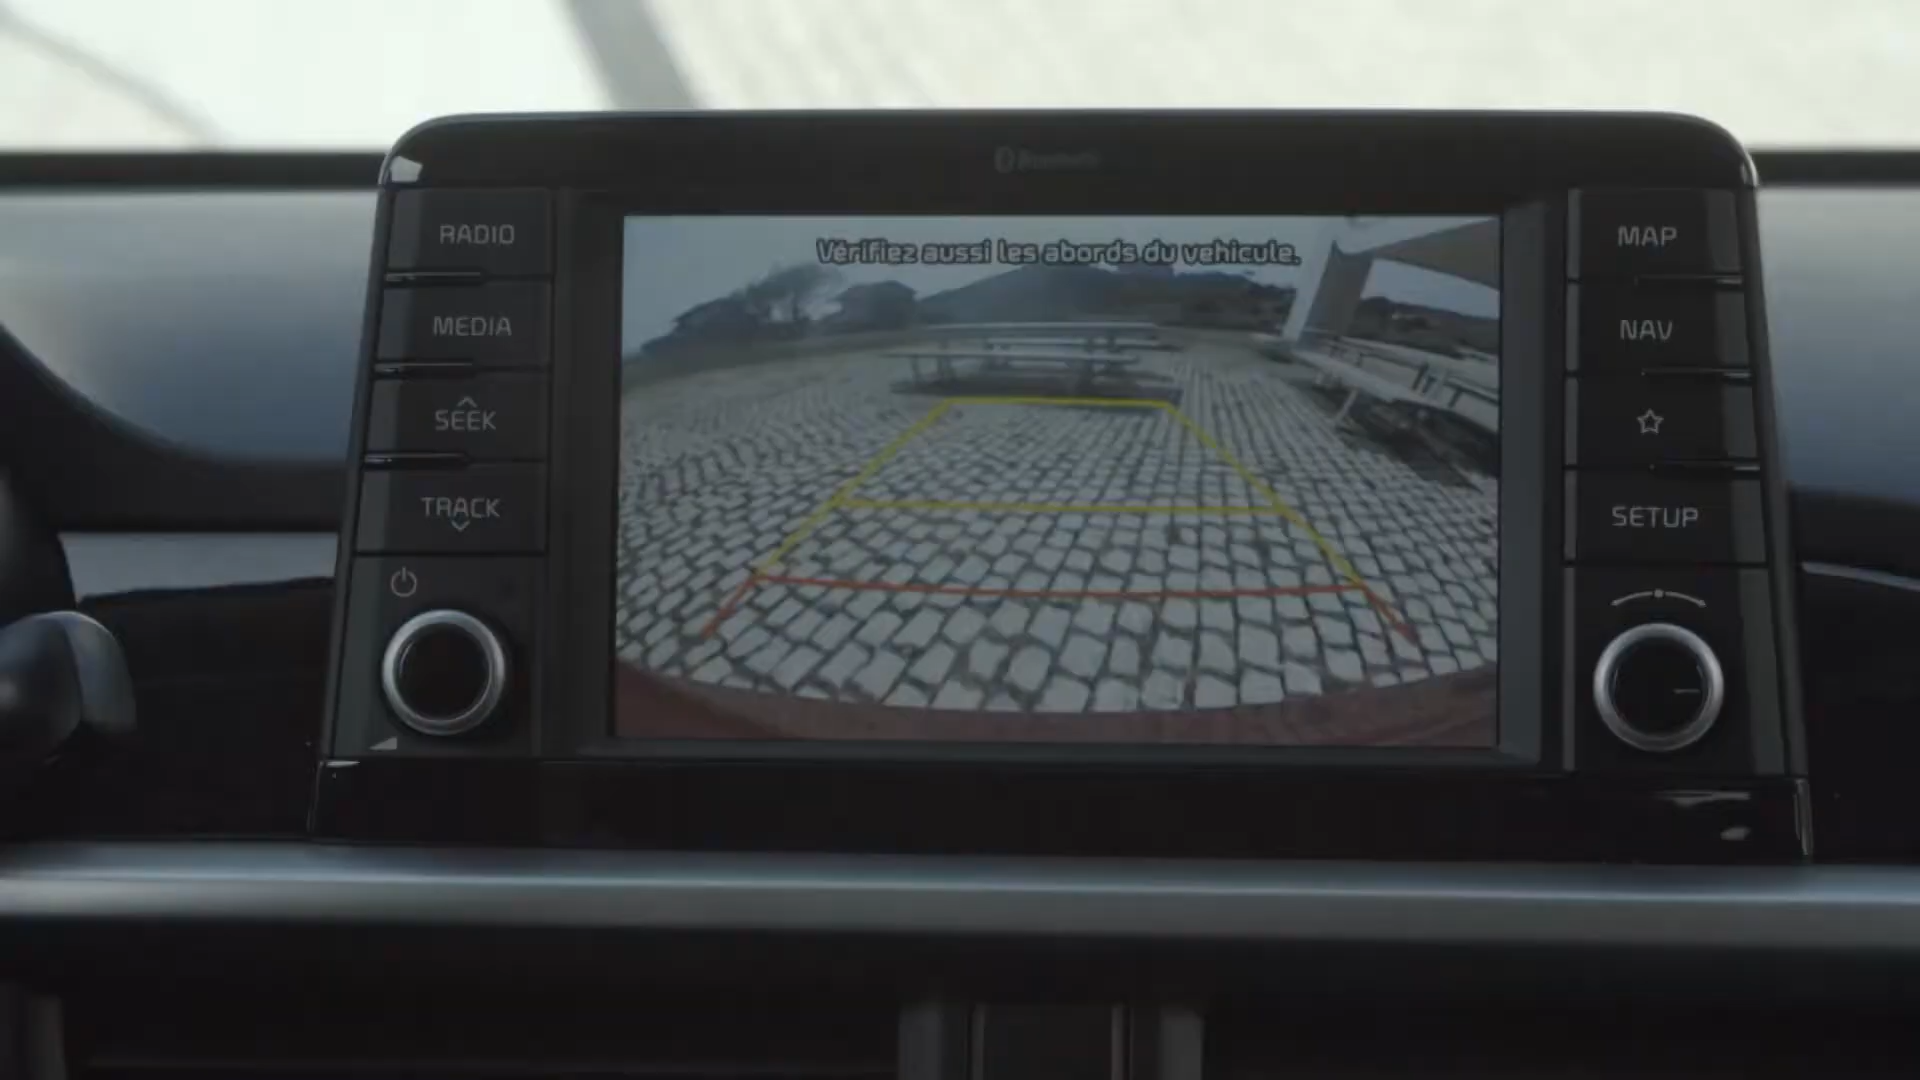 Vérifiez aussi les abords du vehicule.
RADIO
MEDIA
SEEK
TRACK
MAP
NAV
SETUP